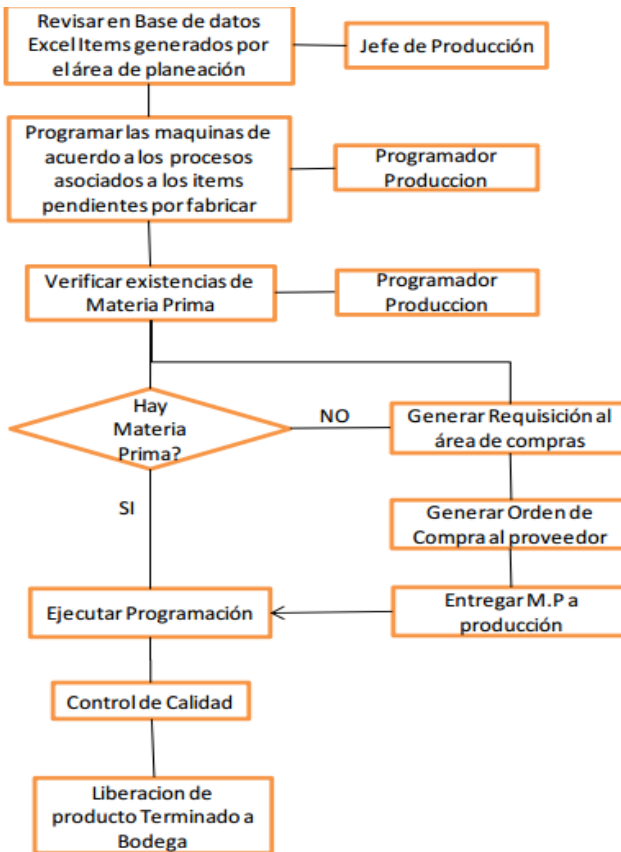 Revisar en Base de datos
Excel Items generados por
el área de planeación
Jefe de Producción
Programar las maquinas de
acuerdo a los procesos
asociados a los items
pendientes por fabricar
Programador
Produccion
Verificar existencias de
Materia Prima
Programador
Produccion
Hay
Materia
Prima?
NO
Generar Requisición al
área de compras
SI
Generar Orden de
Compra al proveedor
Entregar M.P a
producción
Ejecutar Programación
Control de Calidad
Liberacion de
producto Terminado a
Bodega